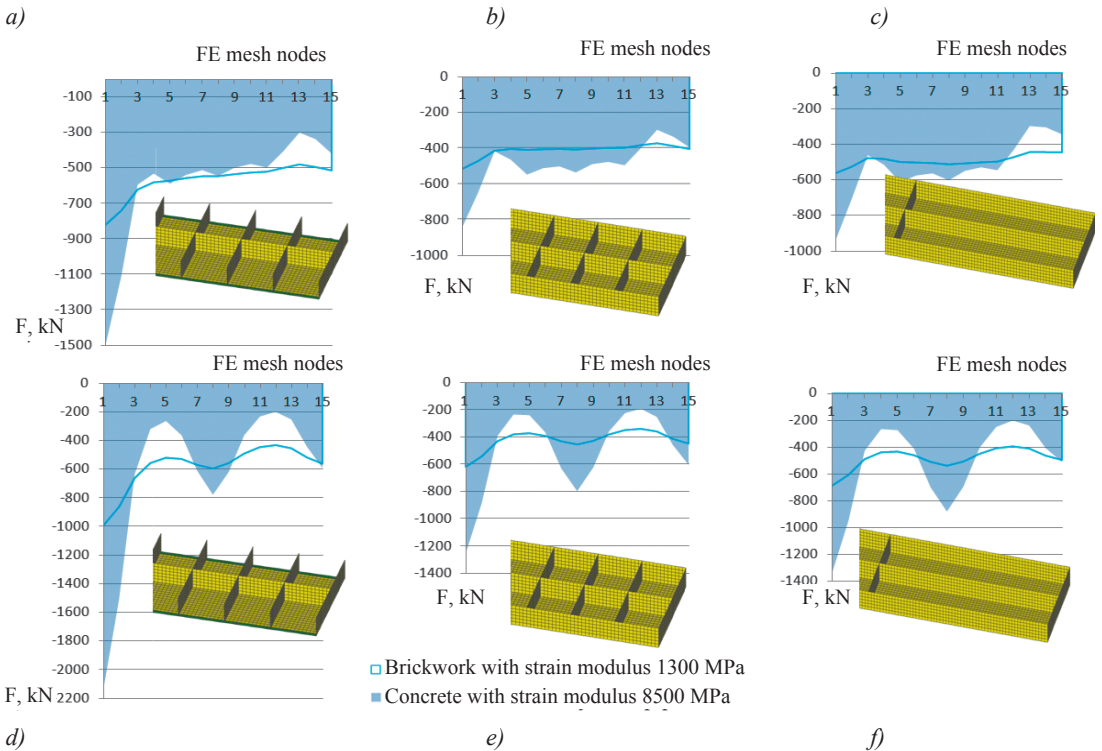 a) b) c)
FE mesh nodes FE mesh nodes FE mesh nodes
-100
-300
-500
-700
-900
-1100
-1300
-1500
1 3 5 7 9 11 13 15
F, kN
0
-200
-400
-600
-800
-1000
1 3 5 7 9 11 13 15
F, kN
0
-200
-400
-600
-800
-1000
1 3 5 7 9 11 13 15
F, kN
FE mesh nodes FE mesh nodes FE mesh nodes
0
-200
-400
-600
-800
-1000
-1200
-1400
-1600
-1800
-2000
2200
1 3 5 7 9 11 13 15
F, kN
0
-200
-400
-600
-800
-1000
-1200
-1400
1 3 5 7 9 11 13 15
F, kN
0
-200
-400
-600
-800
-1000
-1200
-1400
1 3 5 7 9 11 13 15
F, kN
Brickwork with strain modulus 1300 MPa
Concrete with strain modulus 8500 MPa
d) e) f)